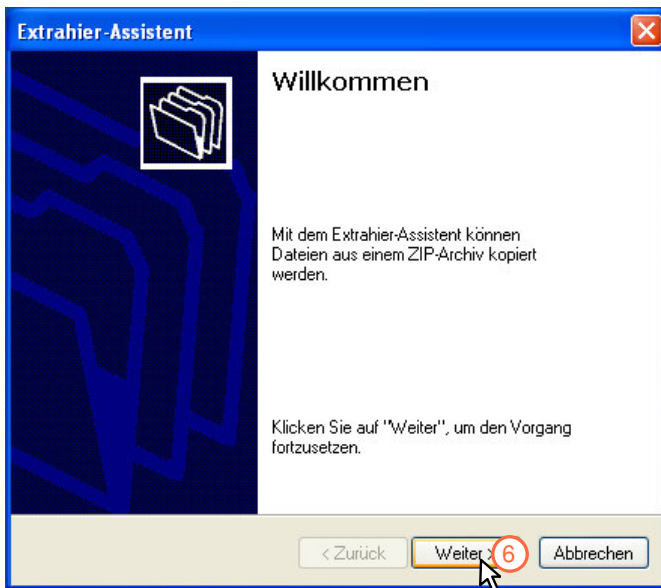 Extrahier-Assistent
Willkommen
Mit dem Extrahier-Assistent können
Dateien aus einem ZIP-Archiv kopiert
werden.
Klicken Sie auf "Weiter", um den Vorgang
fortzusetzen.
< Zurück
Weiter >
6
Abbrechen